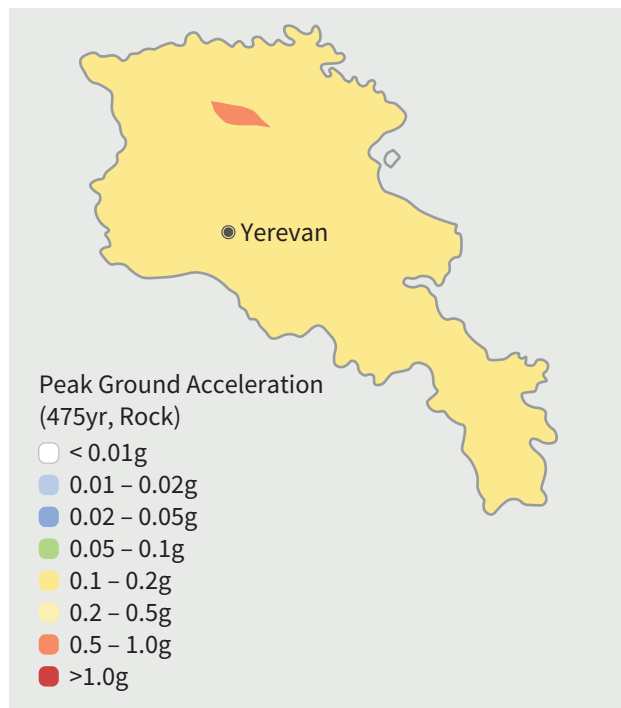 Yerevan
Peak Ground Acceleration
(475yr, Rock)
< 0.01g
0.01 – 0.02g
0.02 – 0.05g
0.05 – 0.1g
0.1 – 0.2g
0.2 – 0.5g
0.5 – 1.0g
>1.0g